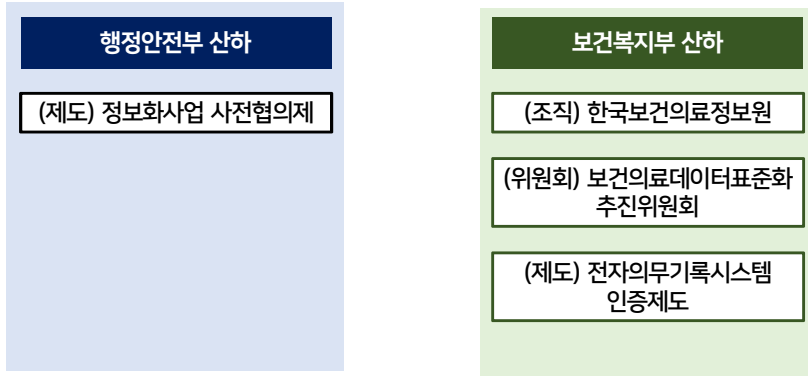 행정안전부 산하
(제도) 정보화사업 사전협의제
보건복지부 산하
(조직) 한국보건의료정보원
(위원회) 보건의료데이터표준화
추진위원회
(제도) 전자의무기록시스템
인증제도